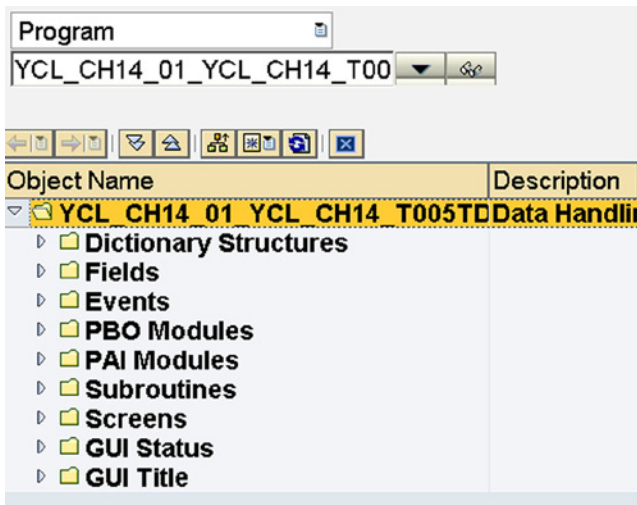 Program
YCL_CH14_01_YCL_CH14_T00
Object Name Description
YCL_CH14_01_YCL_CH14_T005TD Data Handlin
Dictionary Structures
Fields
Events
PBO Modules
PAI Modules
Subroutines
Screens
GUI Status
GUI Title